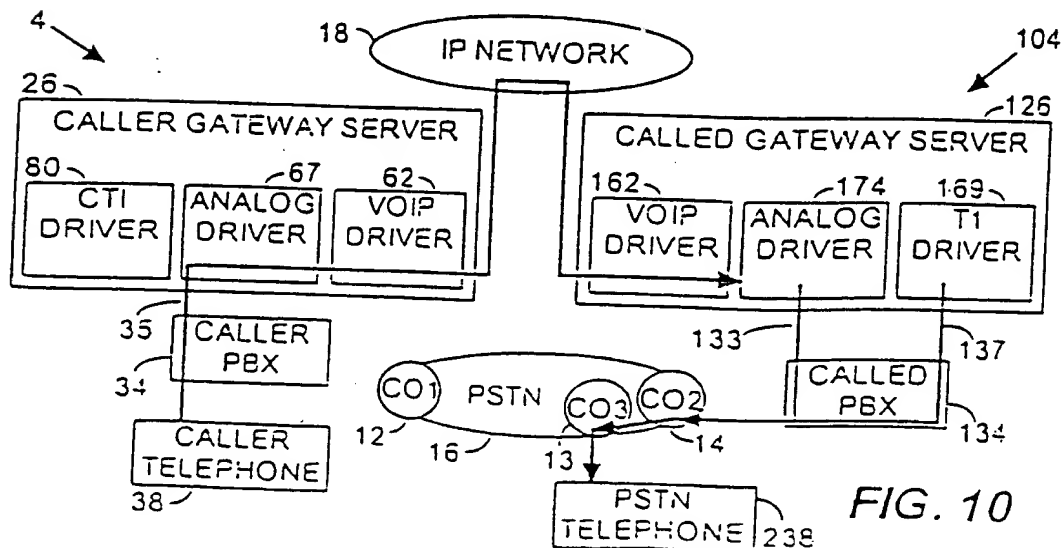 4
18
IP NETWORK
104
26
CALLER GATEWAY SERVER
80
CTI
DRIVER
67
ANALOG
DRIVER
62
VOIP
DRIVER
126
CALLED GATEWAY SERVER
162
VOIP
DRIVER
174
ANALOG
DRIVER
169
T1
DRIVER
35
34
CALLER
PBX
133
137
CO1
PSTN
CO3
CO2
CALLED
PBX
12
16
13
14
134
CALLER
TELEPHONE
38
PSTN
TELEPHONE
238
FIG. 10